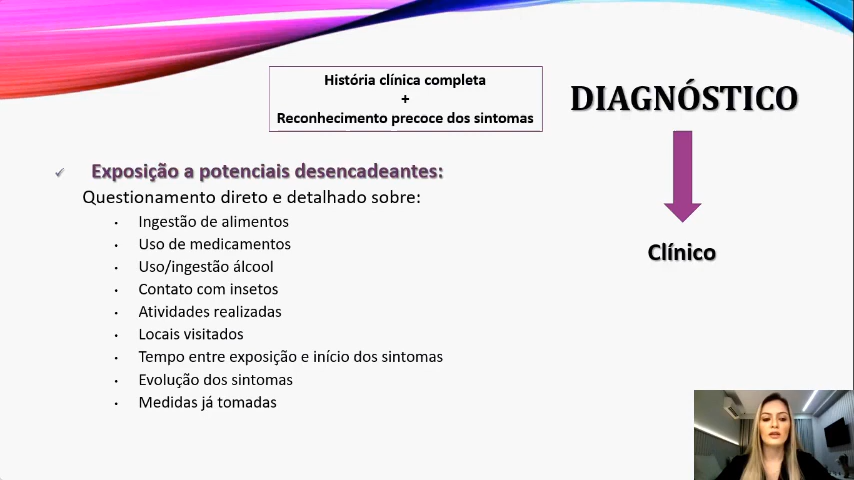 História clínica completa
+
Reconhecimento precoce dos sintomas
DIAGNÓSTICO
Clínico
Exposição a potenciais desencadeantes:
Questionamento direto e detalhado sobre:
Ingestão de alimentos
Uso de medicamentos
Uso/ingestão álcool
Contato com insetos
Atividades realizadas
Locais visitados
Tempo entre exposição e início dos sintomas
Evolução dos sintomas
Medidas já tomadas